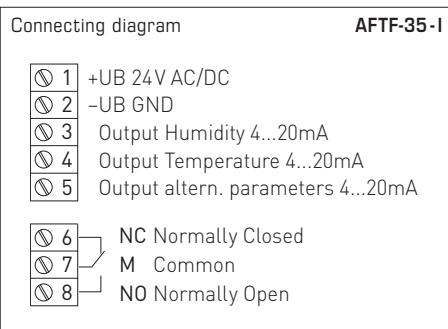 Connecting diagram AFTF-35-I
1 +UB 24V AC/DC
2 –UB GND
3 Output Humidity 4...20mA
4 Output Temperature 4...20mA
5 Output altern. parameters 4...20mA
6 NC Normally Closed
7 M Common
8 NO Normally Open